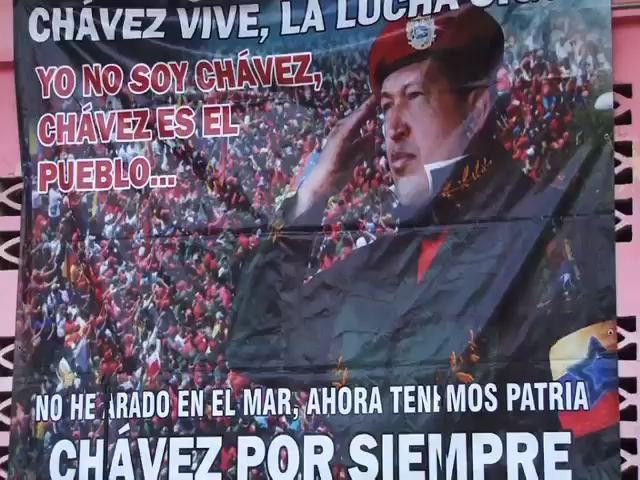 CHÁVEZ VIVE, LA LUCHA
YO NO SOY CHÁVEZ,
CHÁVEZ ES EL
PUEBLO...
NO HE ARADO EN EL MAR, AHORA TENEMOS PATRIA
CHÁVEZ POR SIEMPRE